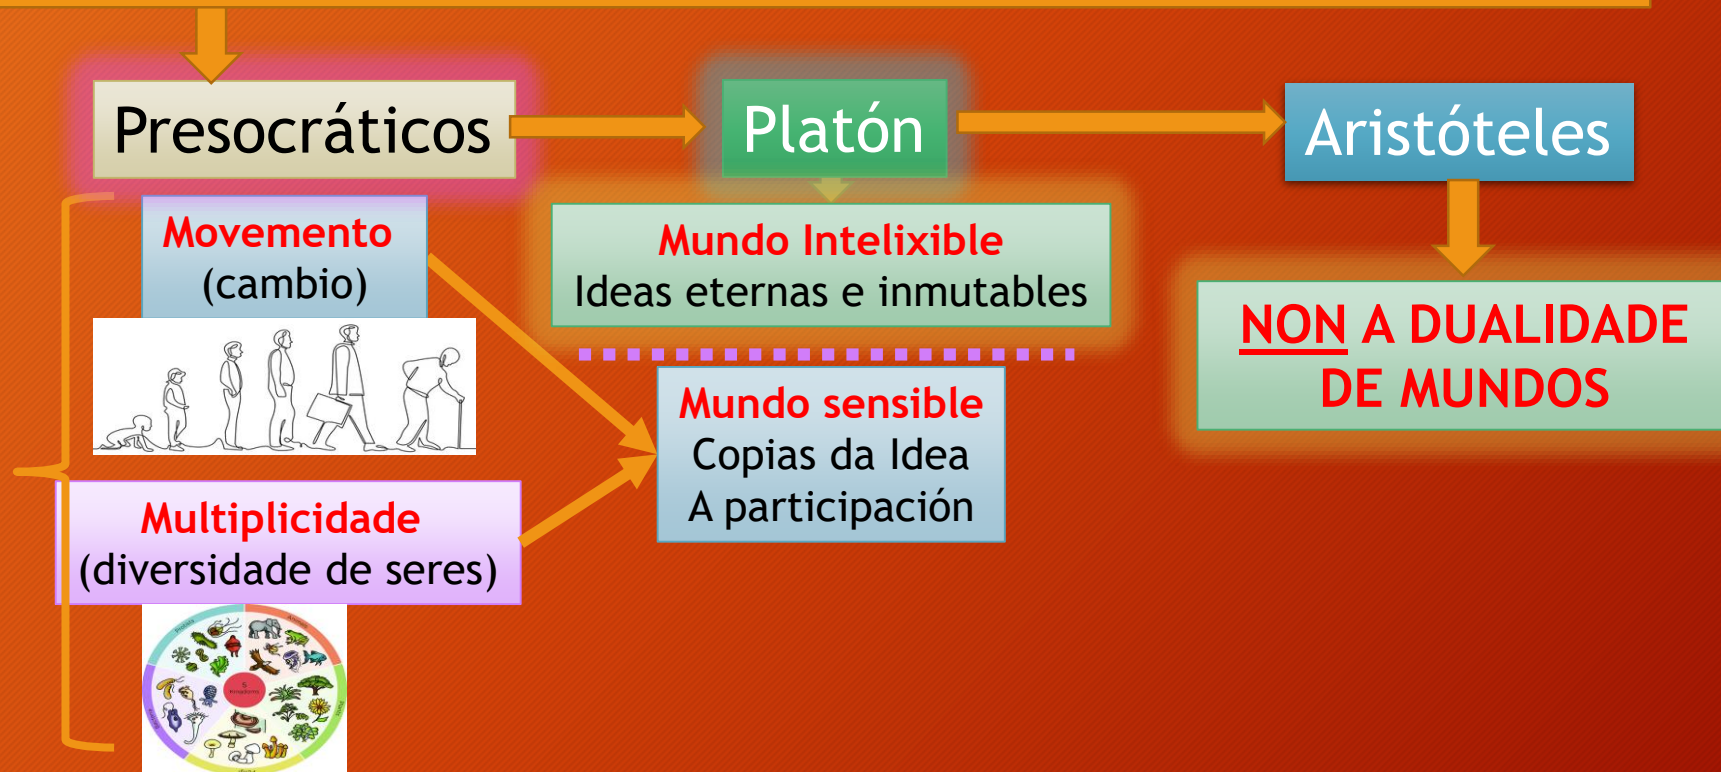 Presocráticos
Platón
Aristóteles
Movemento
(cambio)
Mundo Intelixible
Ideas eternas e inmutables
NON A DUALIDADE
DE MUNDOS
Mundo sensible
Copias da Idea
A participación
Multiplicidade
(diversidade de seres)